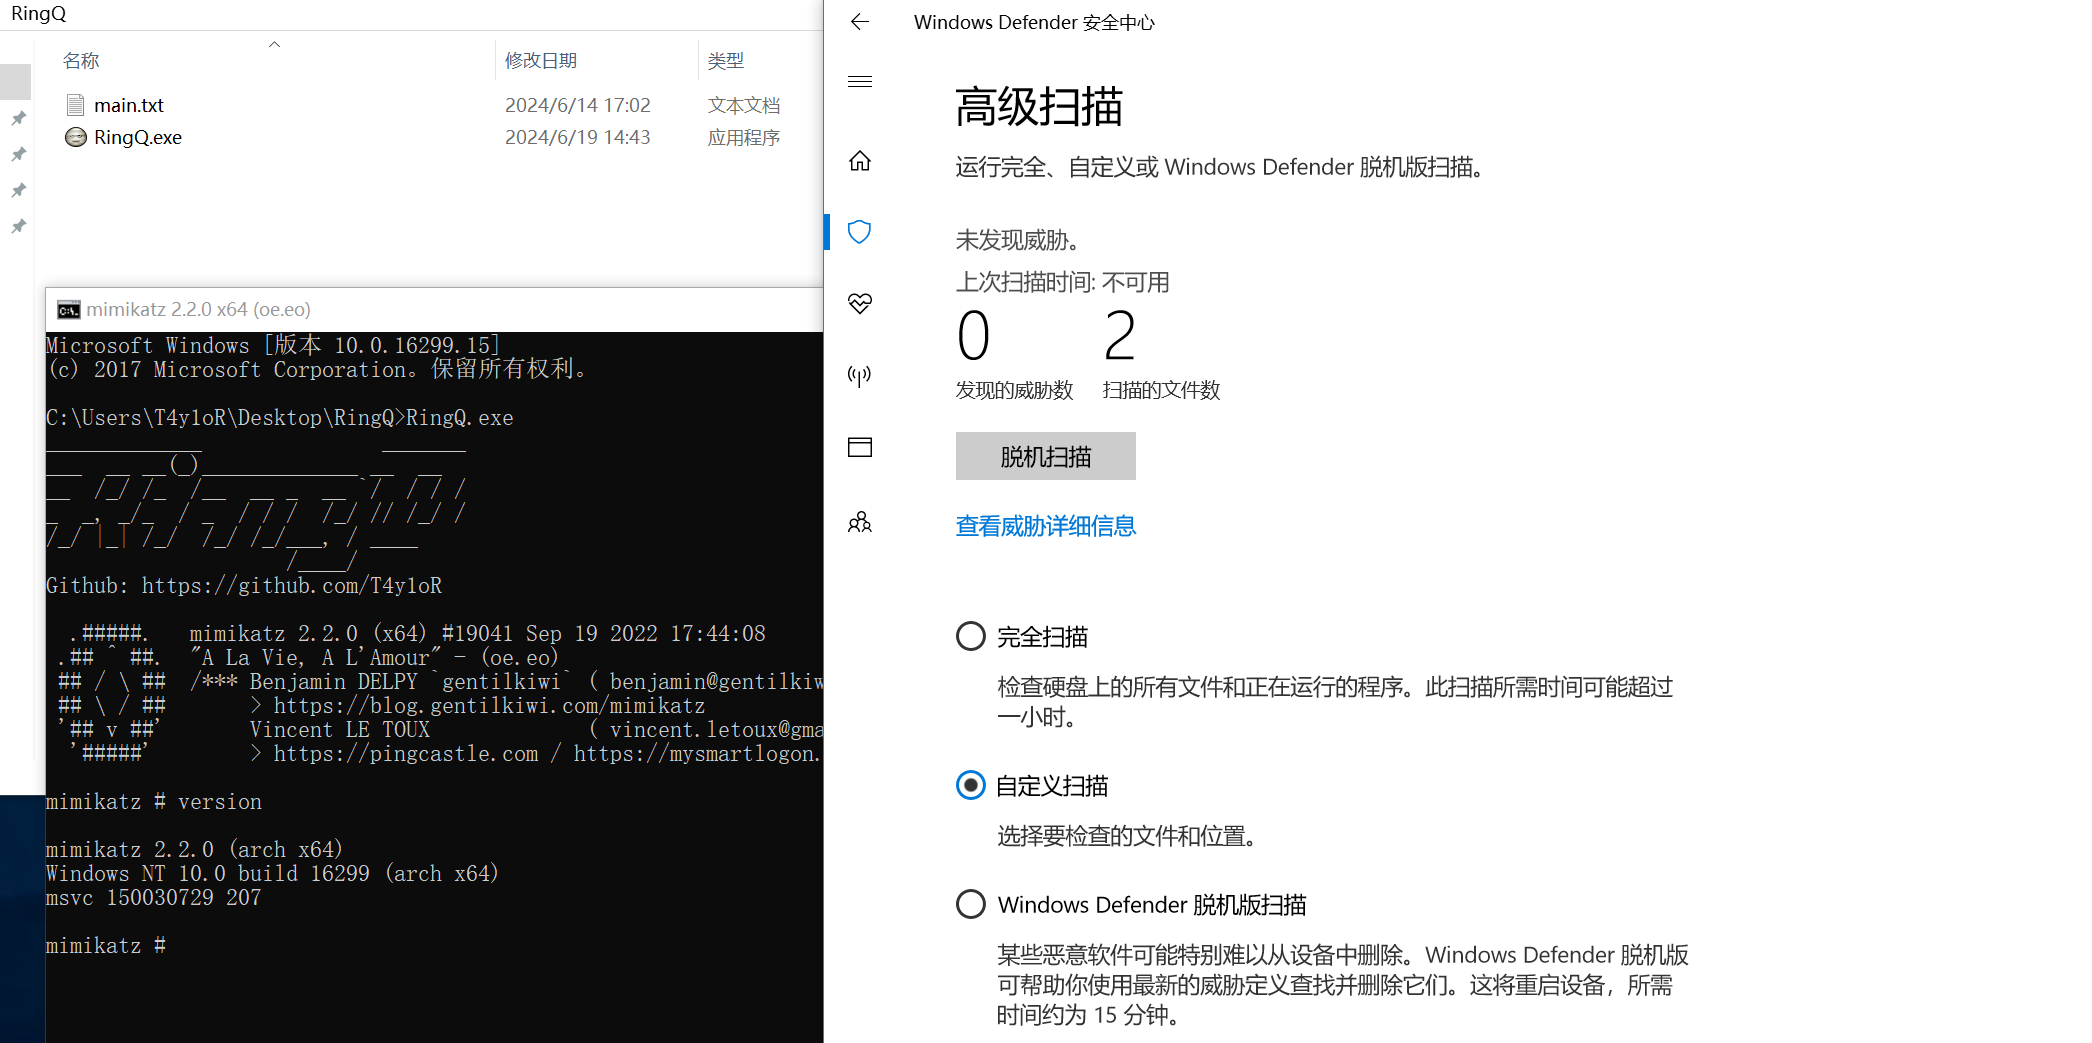 RingQ
名称 修改日期 类型
main.txt 2024/6/14 17:02 文本文档
RingQ.exe 2024/6/19 14:43 应用程序
mimikatz 2.2.0 x64 (oe.eo)
Microsoft Windows [版本 10.0.16299.15]
(c) 2017 Microsoft Corporation。保留所有权利。
C:\Users\T4y1oR\Desktop\RingQ>RingQ.exe
Github: https://github.com/T4y1oR
.#####.   mimikatz 2.2.0 (x64) #19041 Sep 19 2022 17:44:08
.## ^ ##.  "A La Vie, A L'Amour" - (oe.eo)
## / \ ##  /*** Benjamin DELPY `gentilkiwi` ( benjamin@gentilkiw
## \ / ##       > https://blog.gentilkiwi.com/mimikatz
'## v ##'       Vincent LE TOUX             ( vincent.letoux@gma
'#####'        > https://pingcastle.com / https://mysmartlogon.
mimikatz # version
mimikatz 2.2.0 (arch x64)
Windows NT 10.0 build 16299 (arch x64)
msvc 150030729 207
mimikatz #
Windows Defender 安全中心
高级扫描
运行完全、自定义或 Windows Defender 脱机版扫描。
未发现威胁。
上次扫描时间: 不可用
0 2
发现的威胁数 扫描的文件数
脱机扫描
查看威胁详细信息
完全扫描
检查硬盘上的所有文件和正在运行的程序。此扫描所需时间可能超过
一小时。
自定义扫描
选择要检查的文件和位置。
Windows Defender 脱机版扫描
某些恶意软件可能特别难以从设备中删除。Windows Defender 脱机版
可帮助你使用最新的威胁定义查找并删除它们。这将重启设备，所需
时间约为 15 分钟。